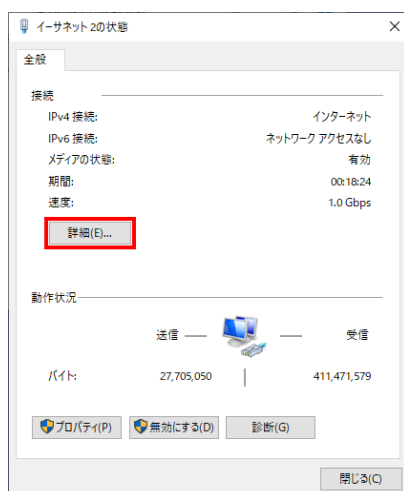 イーサネット 2の状態
全般
接続
IPv4 接続: インターネット
IPv6 接続: ネットワーク アクセスなし
メディアの状態: 有効
期間: 00:18:24
速度: 1.0 Gbps
詳細(E)...
動作状況
送信 受信
バイト: 27,705,050 411,471,579
プロパティ(P) 無効にする(D) 診断(G)
閉じる(C)